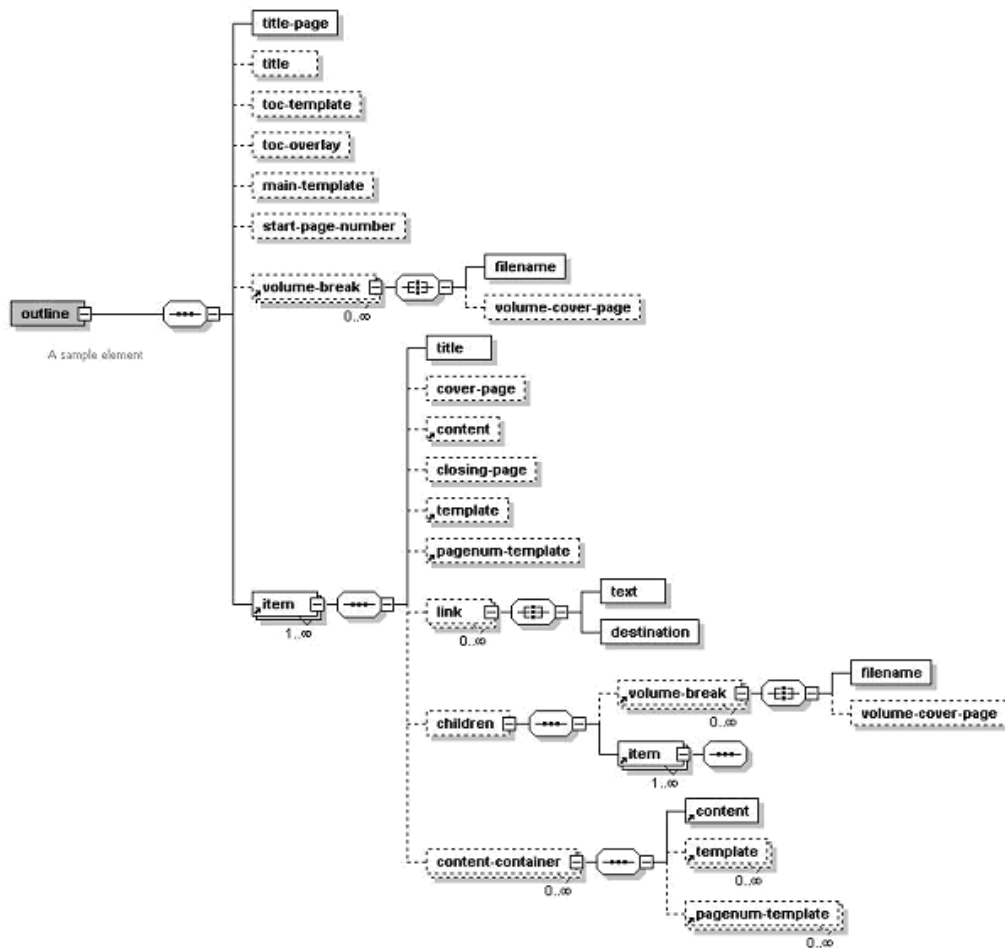 title-page
title
toc-template
toc-overlay
main-template
start-page-number
volume-break
0..∞
filename
volume-cover-page
outline
A sample element
title
cover-page
content
closing-page
template
pagenum-template
item
1..∞
link
0..∞
text
destination
children
volume-break
0..∞
filename
volume-cover-page
item
1..∞
content-container
0..∞
content
template
0..∞
pagenum-template
0..∞